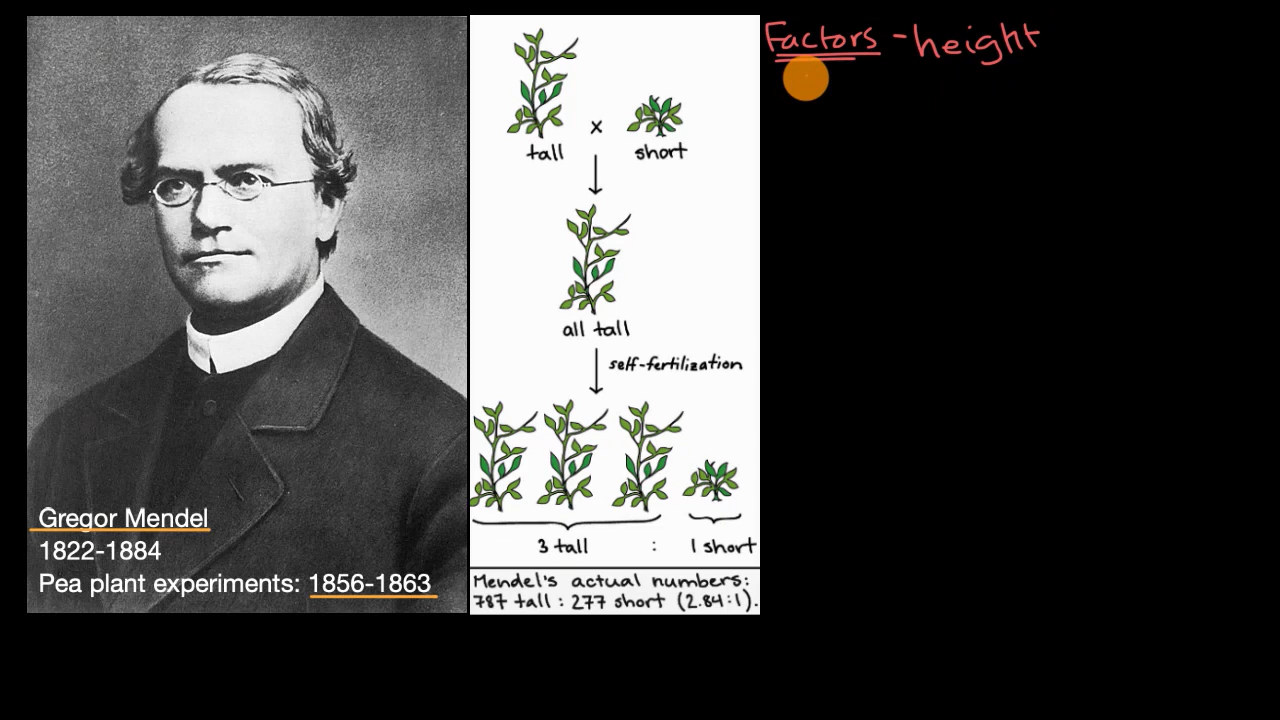 Factors - height
tall x short
all tall
self-fertilization
3 tall : 1 short
Mendel's actual numbers:
787 tall : 277 short (2.84:1).
Gregor Mendel
1822-1884
Pea plant experiments: 1856-1863